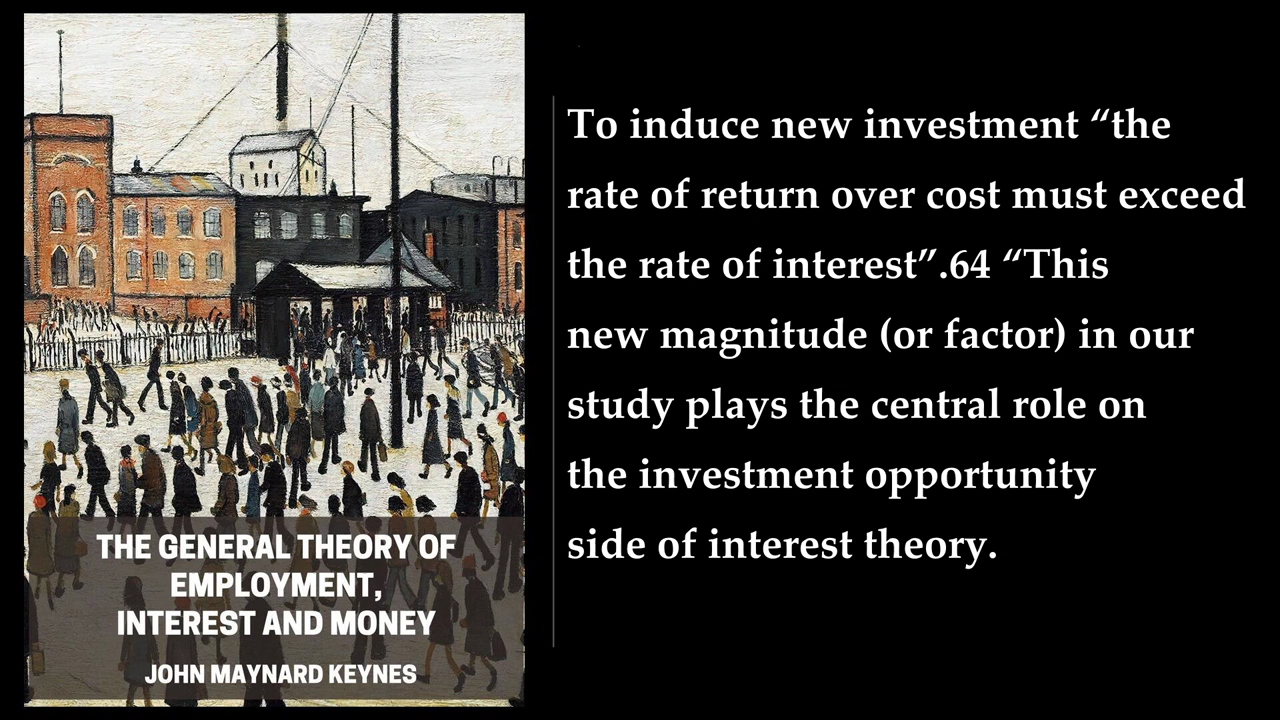 THE GENERAL THEORY OF
EMPLOYMENT,
INTEREST AND MONEY
JOHN MAYNARD KEYNES
To induce new investment “the
rate of return over cost must exceed
the rate of interest”.64 “This
new magnitude (or factor) in our
study plays the central role on
the investment opportunity
side of interest theory.